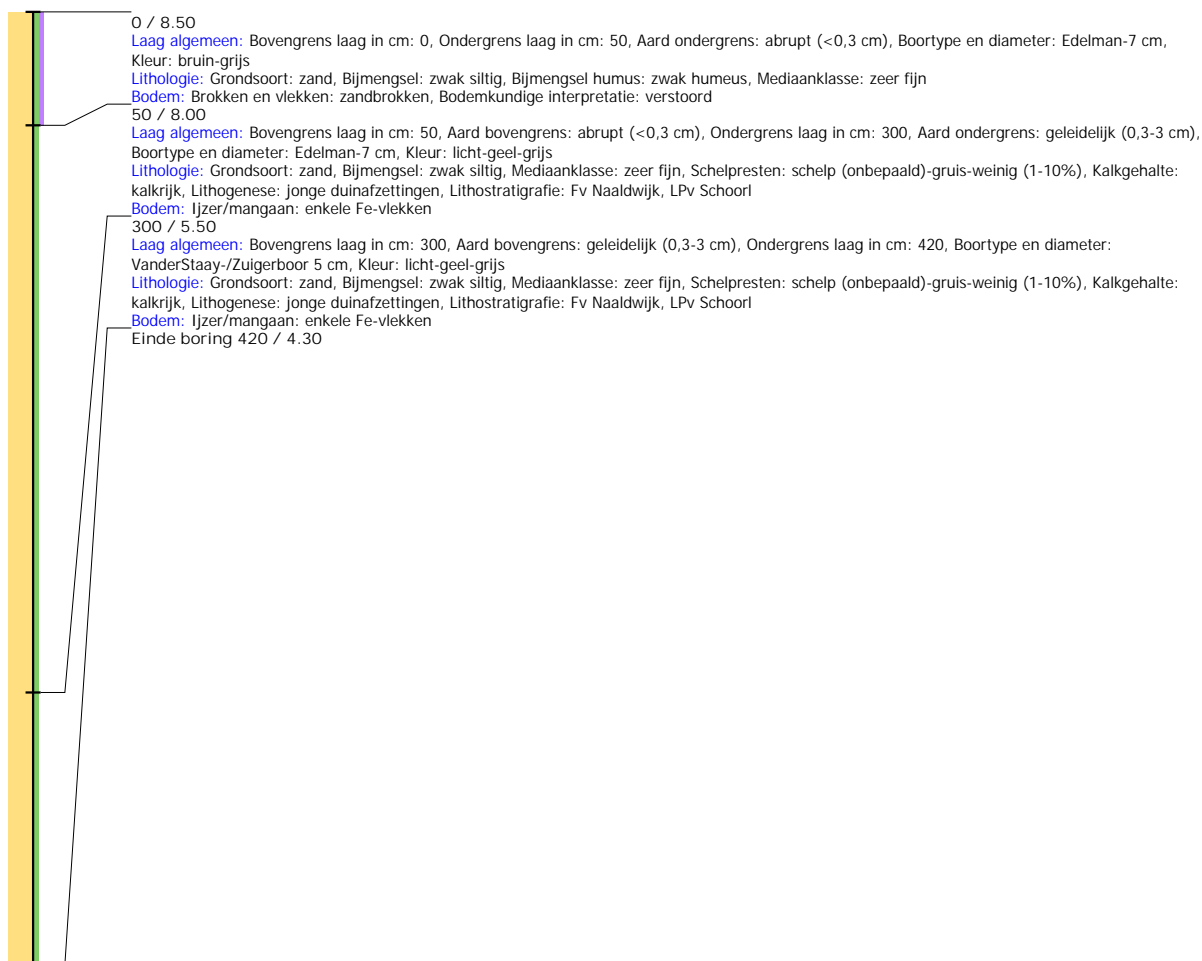 0 / 8.50
Laag algemeen: Bovengrens laag in cm: 0, Ondergrens laag in cm: 50, Aard ondergrens: abrupt (<0,3 cm), Boortype en diameter: Edelman-7 cm,
Kleur: bruin-grijs
Lithologie: Grondsoort: zand, Bijmengsel: zwak siltig, Bijmengsel humus: zwak humeus, Mediaanklasse: zeer fijn
Bodem: Brokken en vlekken: zandbrokken, Bodemkundige interpretatie: verstoord
50 / 8.00
Laag algemeen: Bovengrens laag in cm: 50, Aard bovengrens: abrupt (<0,3 cm), Ondergrens laag in cm: 300, Aard ondergrens: geleidelijk (0,3-3 cm),
Boortype en diameter: Edelman-7 cm, Kleur: licht-geel-grijs
Lithologie: Grondsoort: zand, Bijmengsel: zwak siltig, Mediaanklasse: zeer fijn, Schelpresten: schelp (onbepaald)-gruis-weinig (1-10%), Kalkgehalte:
kalkrijk, Lithogenese: jonge duinafzettingen, Lithostratigrafie: Fv Naaldwijk, LPv Schoorl
Bodem: Ijzer/mangaan: enkele Fe-vlekken
300 / 5.50
Laag algemeen: Bovengrens laag in cm: 300, Aard bovengrens: geleidelijk (0,3-3 cm), Ondergrens laag in cm: 420, Boortype en diameter:
VanderStaay-/Zuigerboor 5 cm, Kleur: licht-geel-grijs
Lithologie: Grondsoort: zand, Bijmengsel: zwak siltig, Mediaanklasse: zeer fijn, Schelpresten: schelp (onbepaald)-gruis-weinig (1-10%), Kalkgehalte:
kalkrijk, Lithogenese: jonge duinafzettingen, Lithostratigrafie: Fv Naaldwijk, LPv Schoorl
Bodem: Ijzer/mangaan: enkele Fe-vlekken
Einde boring 420 / 4.30